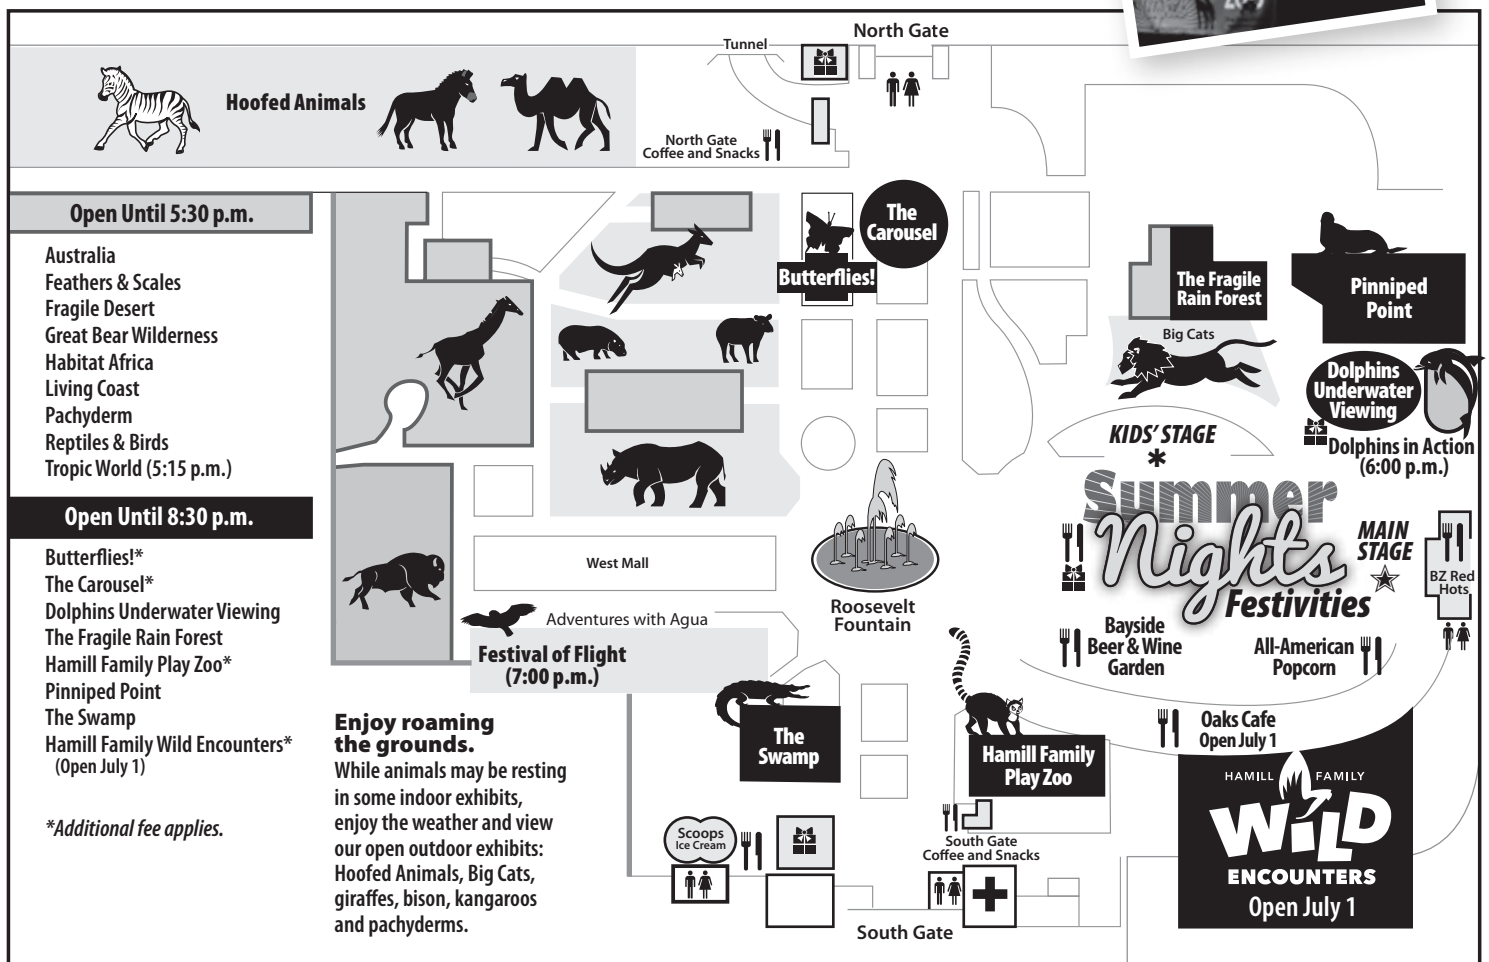 North Gate
Tunnel
Hoofed Animals
North Gate
Coffee and Snacks
Open Until 5:30 p.m.
Australia
Feathers & Scales
Fragile Desert
Great Bear Wilderness
Habitat Africa
Living Coast
Pachyderm
Reptiles & Birds
Tropic World (5:15 p.m.)
Open Until 8:30 p.m.
Butterflies!*
The Carousel*
Dolphins Underwater Viewing
The Fragile Rain Forest
Hamill Family Play Zoo*
Pinniped Point
The Swamp
Hamill Family Wild Encounters*
(Open July 1)
*Additional fee applies.
The
Carousel
Butterflies!
The Fragile
Rain Forest
Big Cats
Pinniped
Point
Dolphins
Underwater
Viewing
Dolphins in Action
(6:00 p.m.)
KIDS' STAGE
*
Summer
Nights
Festivities
MAIN
STAGE
BZ Red
Hots
Bayside
Beer & Wine
Garden
All-American
Popcorn
West Mall
Roosevelt
Fountain
Adventures with Agua
Festival of Flight
(7:00 p.m.)
Enjoy roaming
the grounds.
While animals may be resting
in some indoor exhibits,
enjoy the weather and view
our open outdoor exhibits:
Hoofed Animals, Big Cats,
giraffes, bison, kangaroos
and pachyderms.
The
Swamp
Hamill Family
Play Zoo
Oaks Cafe
Open July 1
HAMILL FAMILY
WILD
ENCOUNTERS
Open July 1
Scoops
Ice Cream
South Gate
Coffee and Snacks
South Gate